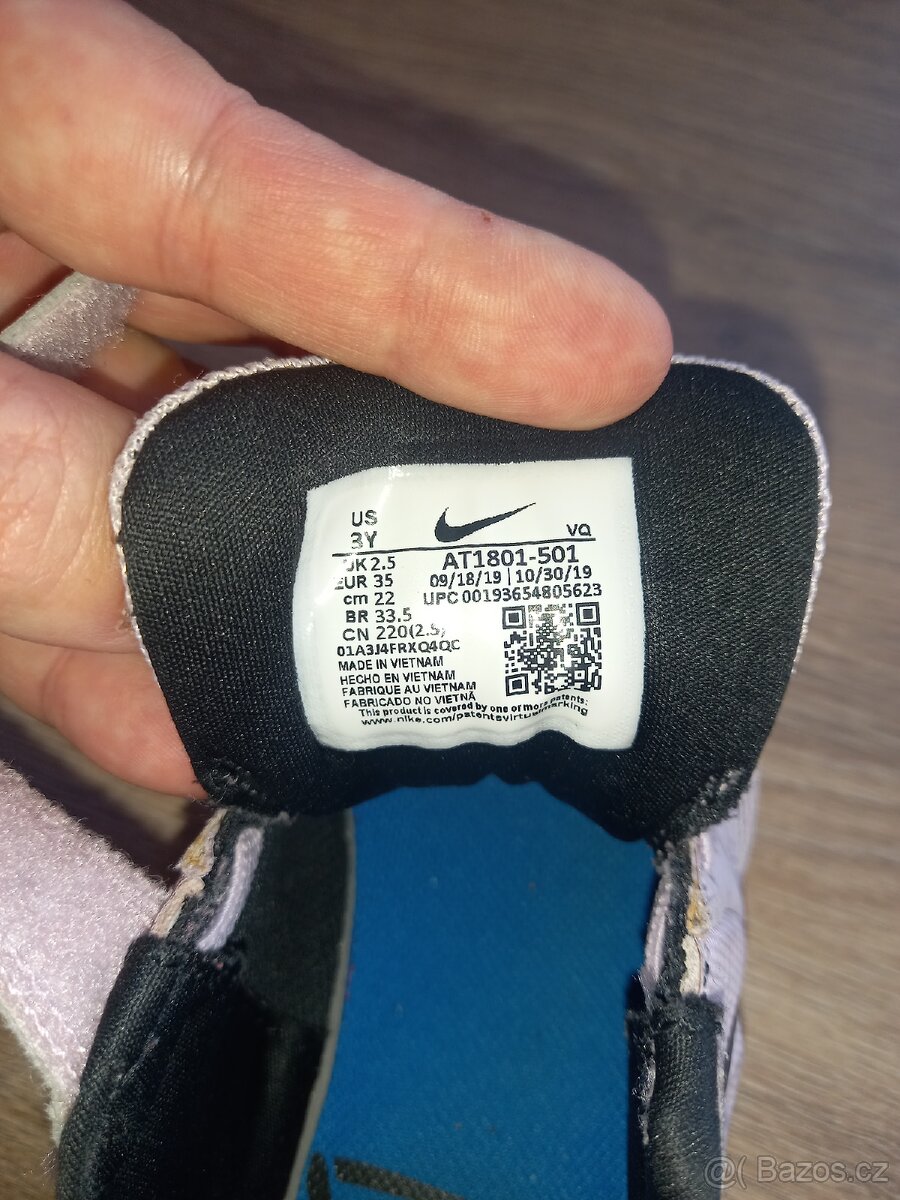 US
3Y
VQ
UK 2.5
AT1801-501
EUR 35
09/18/19 | 10/30/19
cm 22
UPC 00193654805623
BR 33.5
CN 220(2.5)
01A3J4FRXQ4QC
MADE IN VIETNAM
HECHO EN VIETNAM
FABRIQUE AU VIETNAM
FABRICADO NO VIETNÃ
This product is covered by one or more patents:
www.nike.com/patentsvirtualmarking
@( Bazos.cz